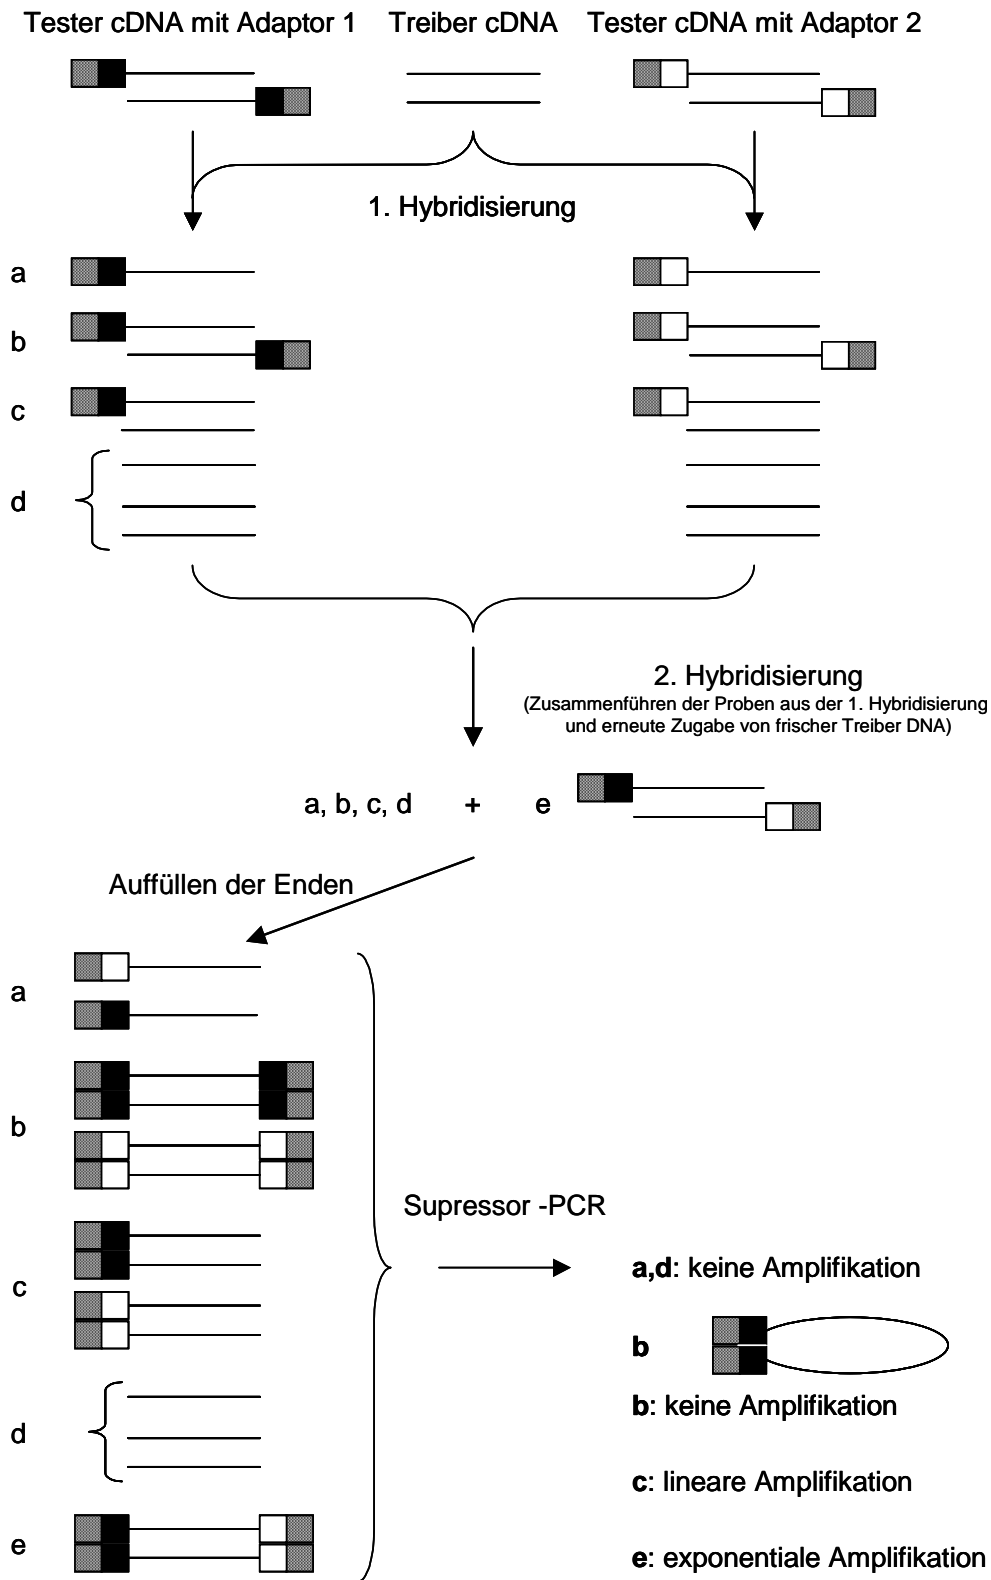 Tester cDNA mit Adaptor 1 Treiber cDNA Tester cDNA mit Adaptor 2
1. Hybridisierung
a
b
c
d
2. Hybridisierung
(Zusammenführen der Proben aus der 1. Hybridisierung
und erneute Zugabe von frischer Treiber DNA)
a, b, c, d + e
Auffüllen der Enden
a
b
c
d
e
Supressor -PCR
a,d: keine Amplifikation
b
b: keine Amplifikation
c: lineare Amplifikation
e: exponentiale Amplifikation